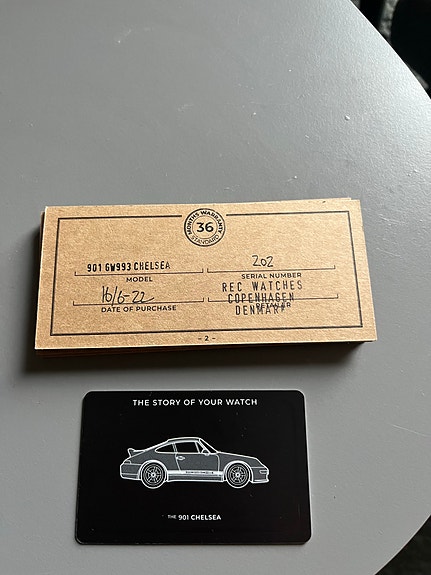 MONTHS WARRANTY
36
STANDARD
901 GW993 CHELSEA
MODEL
202
SERIAL NUMBER
16/6-22
DATE OF PURCHASE
REC WATCHES
COPENHAGEN
DENMARK
RETAILER
- 2 -
THE STORY OF YOUR WATCH
THE 901 CHELSEA